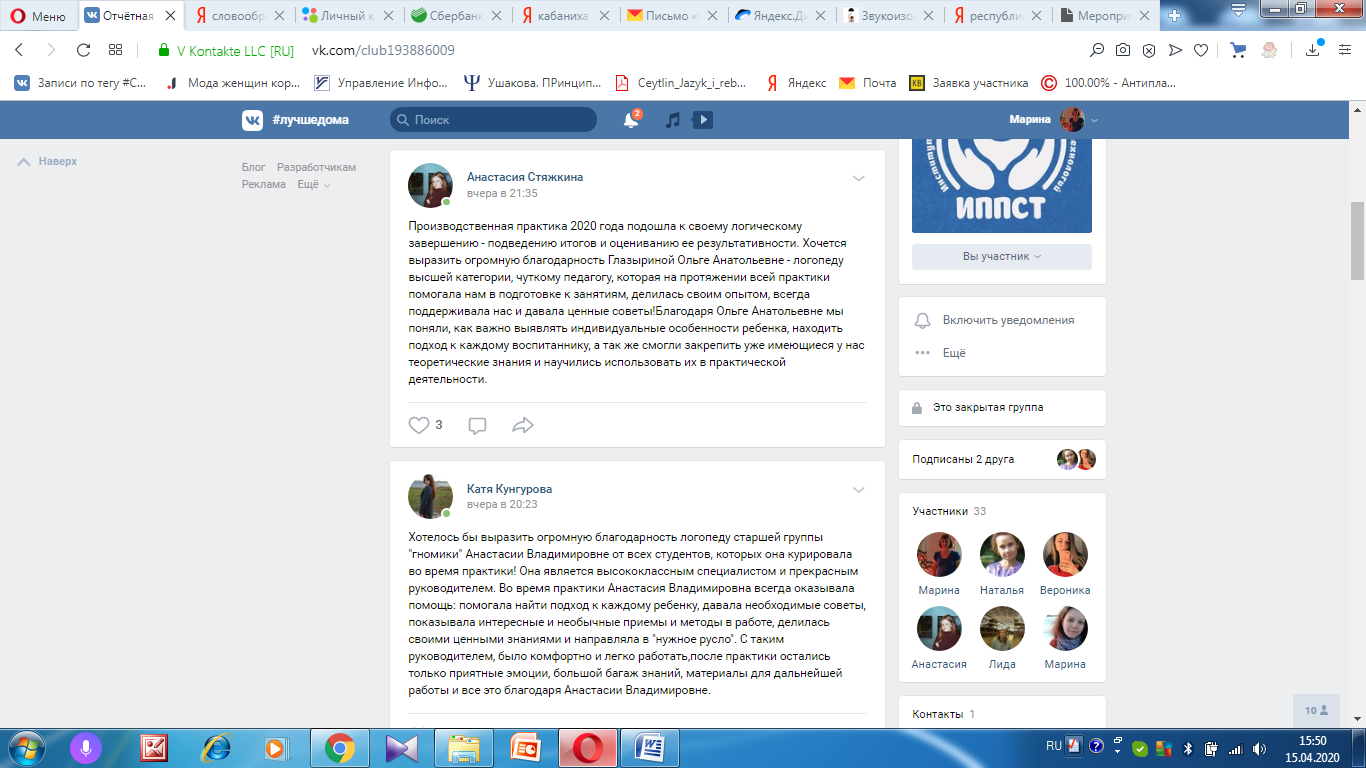 Меню
Отчётная
словообр
Личный к
Сбербанк
кабаниха
Письмо «
Яндекс.Ди
Звукоизо
республи
Меропри
V Kontakte LLC [RU]
vk.com/club193886009
Записи по тегу #С...
Мода женщин кор...
Управление Инфо...
Ушакова. ПРинцип...
Ceytlin_Jazyk_i_reb...
Яндекс
Почта
Заявка участника
100.00% - Антипла...
#лучшедома
Поиск
2
Марина
Наверх
Блог Разработчикам
Реклама Ещё
Анастасия Стяжкина
вчера в 21:35
Производственная практика 2020 года подошла к своему логическому
завершению - подведению итогов и оцениванию ее результативности. Хочется
выразить огромную благодарность Глазыриной Ольге Анатольевне - логопеду
высшей категории, чуткому педагогу, которая на протяжении всей практики
помогала нам в подготовке к занятиям, делилась своим опытом, всегда
поддерживала нас и давала ценные советы!Благодаря Ольге Анатольевне мы
поняли, как важно выявлять индивидуальные особенности ребенка, находить
подход к каждому воспитаннику, а так же смогли закрепить уже имеющиеся у нас
теоретические знания и научились использовать их в практической
деятельности.
3
Катя Кунгурова
вчера в 20:23
Хотелось бы выразить огромную благодарность логопеду старшей группы
"гномики" Анастасии Владимировне от всех студентов, которых она курировала
во время практики! Она является высококлассным специалистом и прекрасным
руководителем. Во время практики Анастасия Владимировна всегда оказывала
помощь: помогала найти подход к каждому ребенку, давала необходимые советы,
показывала интересные и необычные приемы и методы в работе, делилась
своими ценными знаниями и направляла в "нужное русло". С таким
руководителем, было комфортно и легко работать,после практики остались
только приятные эмоции, большой багаж знаний, материалы для дальнейшей
работы и все это благодаря Анастасии Владимировне.
ИППСТ
Вы участник
Включить уведомления
Ещё
Это закрытая группа
Подписаны 2 друга
Участники 33
Марина Наталья Вероника
Анастасия Лида Марина
Контакты 1
10
RU
15:50
15.04.2020